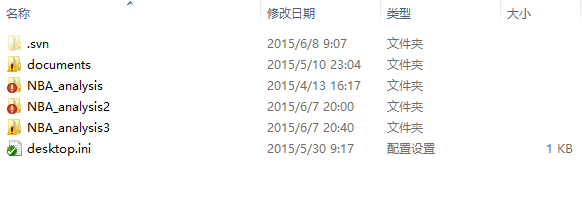 名称 修改日期 类型 大小
.svn 2015/6/8 9:07 文件夹
documents 2015/5/10 23:04 文件夹
NBA_analysis 2015/4/13 16:17 文件夹
NBA_analysis2 2015/6/7 20:00 文件夹
NBA_analysis3 2015/6/7 20:40 文件夹
desktop.ini 2015/5/30 9:17 配置设置 1 KB